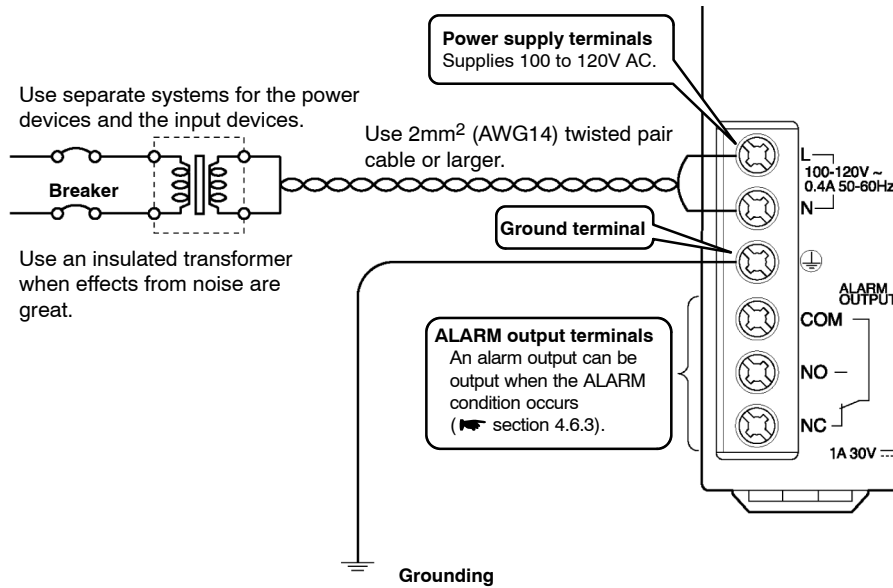 Power supply terminals
Supplies 100 to 120V AC.
Use separate systems for the power
devices and the input devices.
Use 2mm² (AWG14) twisted pair
cable or larger.
Breaker
L
100-120V ~
0.4A 50-60Hz
N
Ground terminal
Use an insulated transformer
when effects from noise are
great.
ALARM
OUTPUT
ALARM output terminals
An alarm output can be
output when the ALARM
condition occurs
(☛ section 4.6.3).
COM
NO
NC
1A 30V ⎓
Grounding